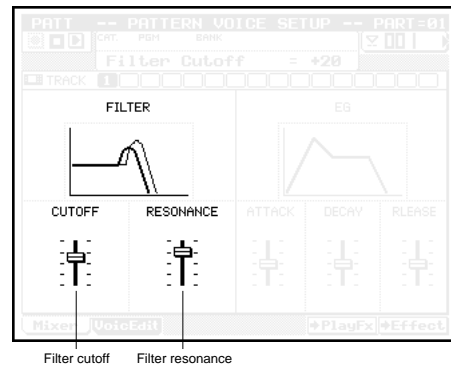 PATT -- PATTERN VOICE SETUP -- PART=01
CAT. PGM BANK
Filter Cutoff = +20
TRACK 1
FILTER EG
CUTOFF RESONANCE ATTACK DECAY RLEASE
Mixer VoicEdit →PlayFx →Effect
Filter cutoff Filter resonance